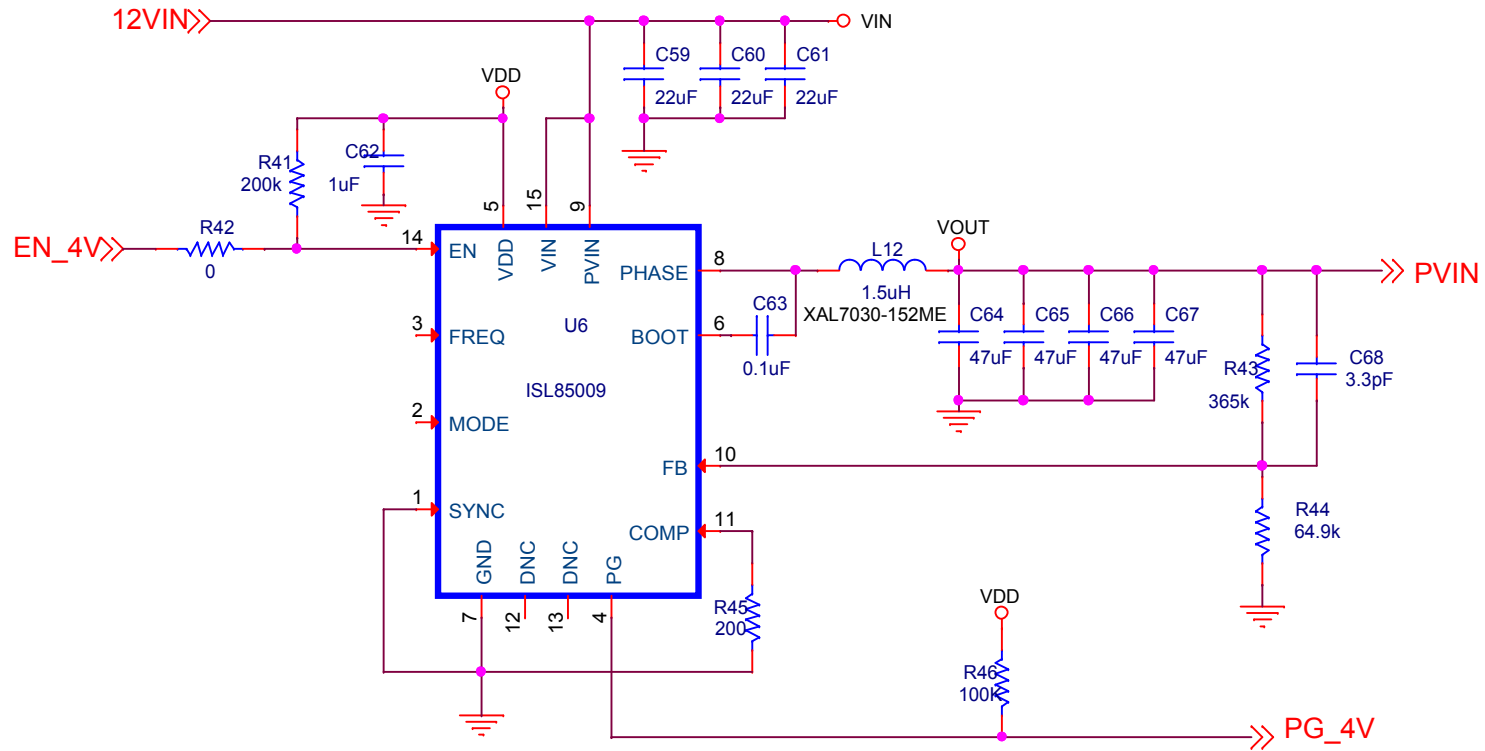 12VIN
VIN
C59
C60
C61
22uF
22uF
22uF
VDD
R41
200k
C62
1uF
5
15
9
R42
0
EN_4V
14
EN
VDD
VIN
PVIN
PHASE
8
VOUT
L12
1.5uH
XAL7030-152ME
PVIN
3
FREQ
U6
BOOT
6
C63
0.1uF
C64
C65
C66
C67
47uF
47uF
47uF
47uF
R43
365k
C68
3.3pF
ISL85009
2
MODE
FB
10
1
SYNC
COMP
11
R44
64.9k
GND
DNC
DNC
PG
7
12
13
4
R45
200
VDD
R46
100K
PG_4V